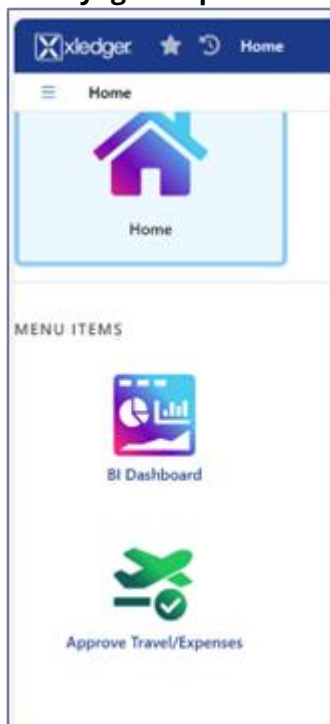 xledger Home
Home
Home
MENU ITEMS
BI Dashboard
Approve Travel/Expenses